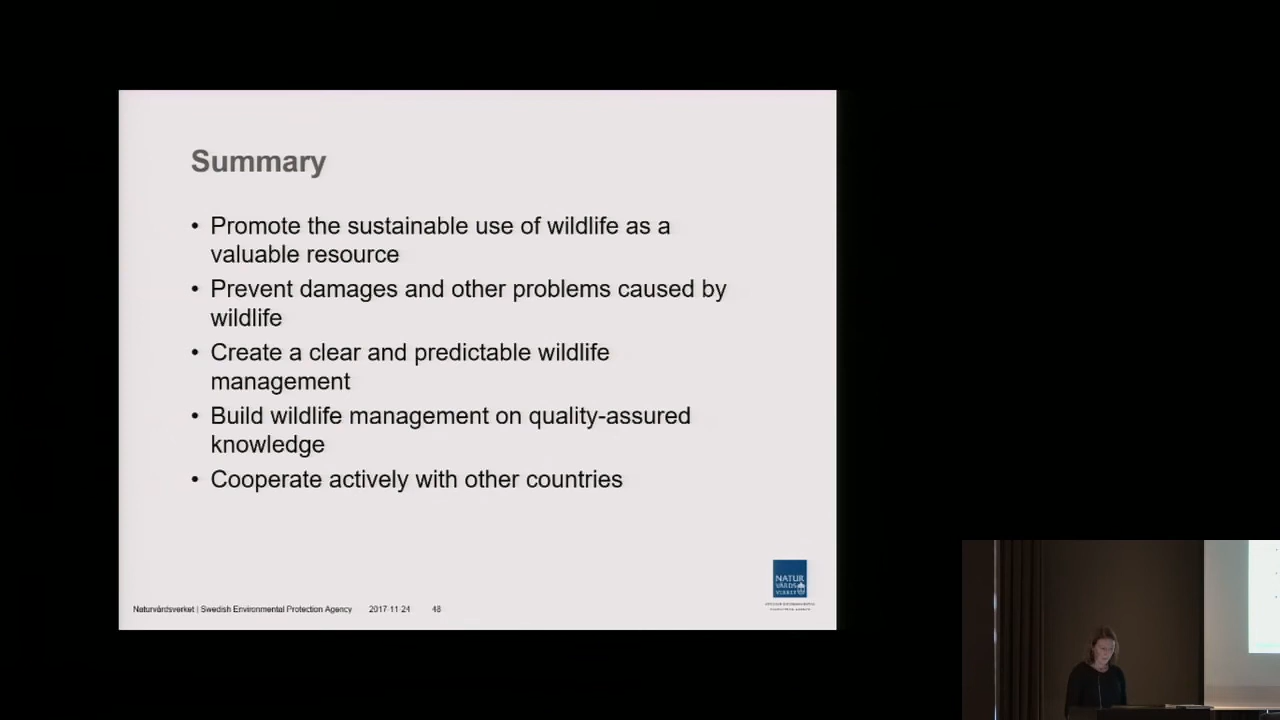 Summary
• Promote the sustainable use of wildlife as a
valuable resource
• Prevent damages and other problems caused by
wildlife
• Create a clear and predictable wildlife
management
• Build wildlife management on quality-assured
knowledge
• Cooperate actively with other countries
NATUR
VÅRDS
VERKET
Naturvårdsverket | Swedish Environmental Protection Agency 2017-11-24 48